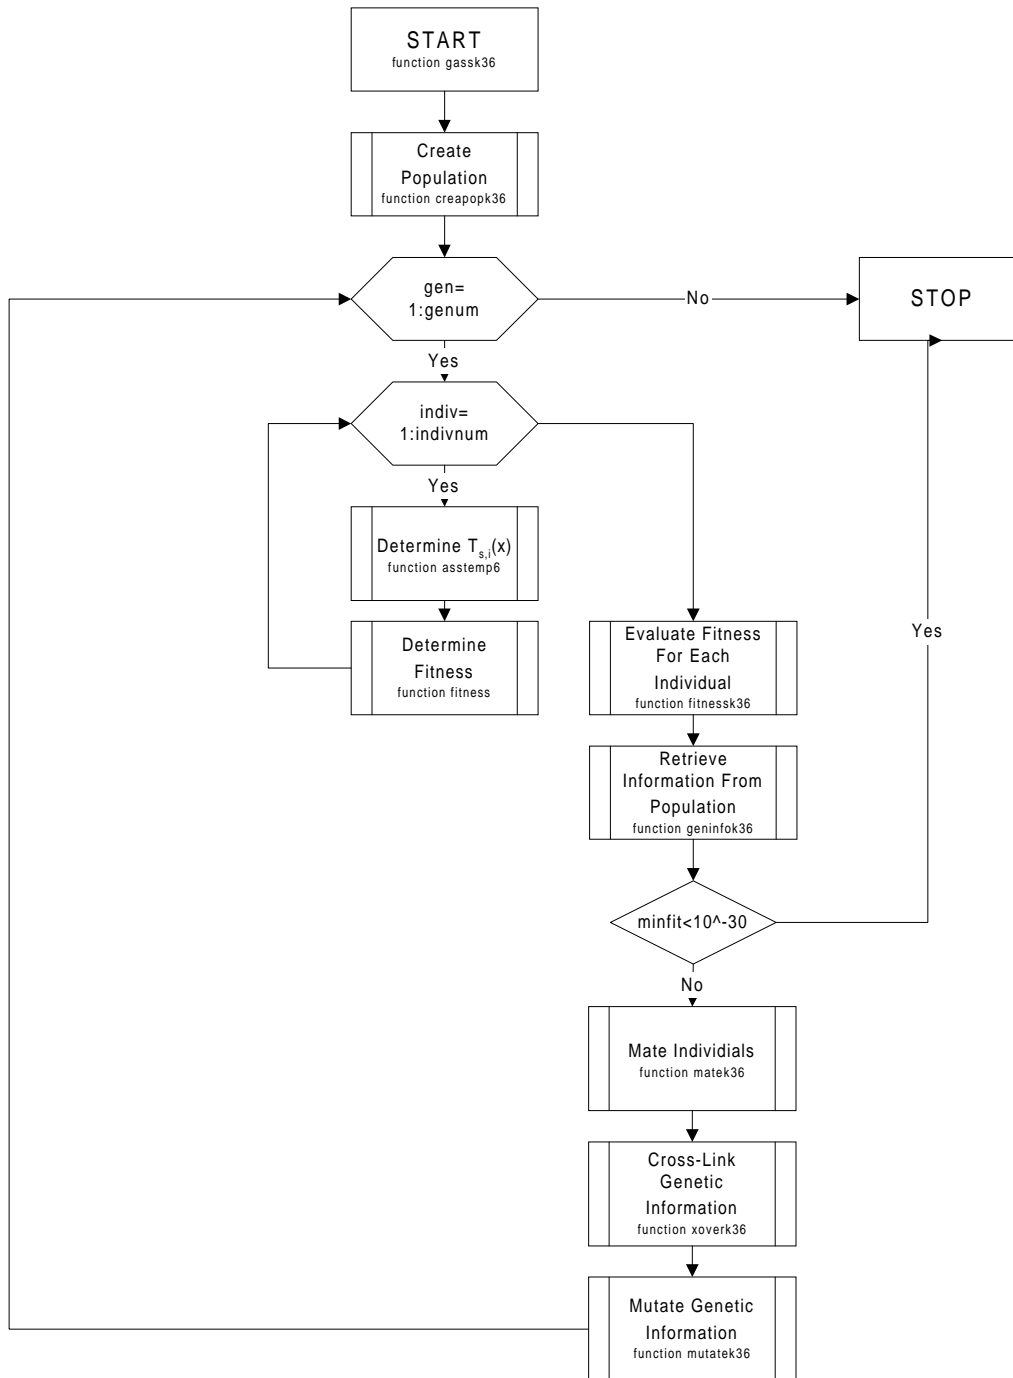 START
function gassk36
Create
Population
function creapopk36
gen=
1:genum
No
STOP
Yes
indiv=
1:indivnum
Yes
Determine T_{s,i}(x)
function asstemp6
Determine
Fitness
function fitness
Evaluate Fitness
For Each
Individual
function fitnessk36
Yes
Retrieve
Information From
Population
function geninfok36
minfit<10^-30
No
Mate Individials
function matek36
Cross-Link
Genetic
Information
function xoverk36
Mutate Genetic
Information
function mutatek36